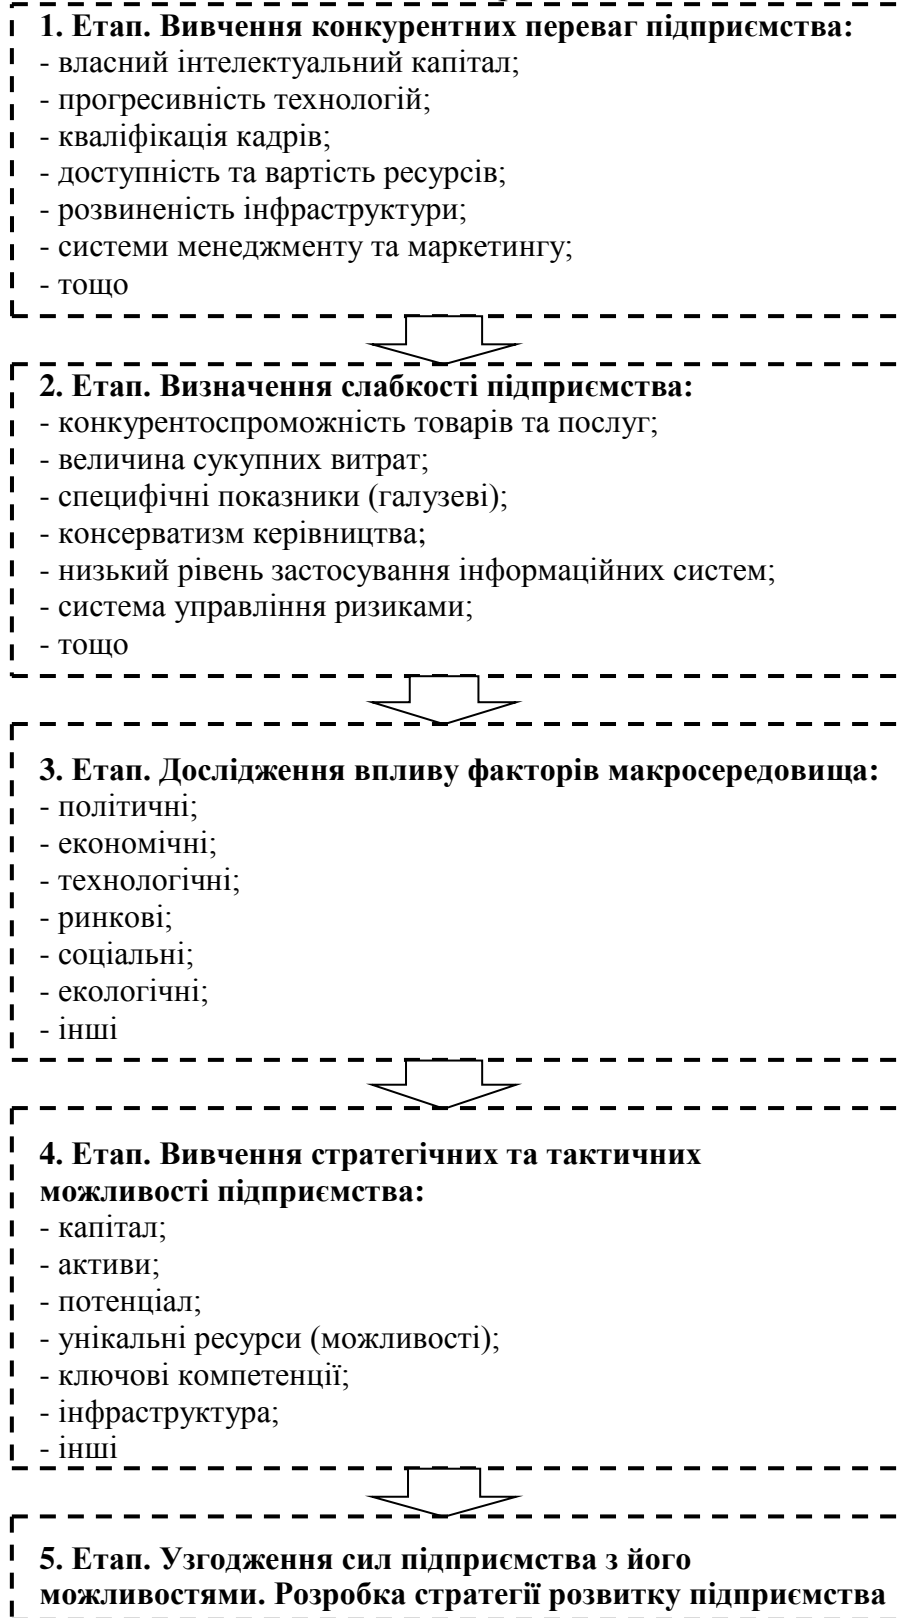 1. Етап. Вивчення конкурентних переваг підприємства:
- власний інтелектуальний капітал;
- прогресивність технологій;
- кваліфікація кадрів;
- доступність та вартість ресурсів;
- розвиненість інфраструктури;
- системи менеджменту та маркетингу;
- тощо
2. Етап. Визначення слабкості підприємства:
- конкурентоспроможність товарів та послуг;
- величина сукупних витрат;
- специфічні показники (галузеві);
- консерватизм керівництва;
- низький рівень застосування інформаційних систем;
- система управління ризиками;
- тощо
3. Етап. Дослідження впливу факторів макросередовища:
- політичні;
- економічні;
- технологічні;
- ринкові;
- соціальні;
- екологічні;
- інші
4. Етап. Вивчення стратегічних та тактичних
можливості підприємства:
- капітал;
- активи;
- потенціал;
- унікальні ресурси (можливості);
- ключові компетенції;
- інфраструктура;
- інші
5. Етап. Узгодження сил підприємства з його
можливостями. Розробка стратегії розвитку підприємства